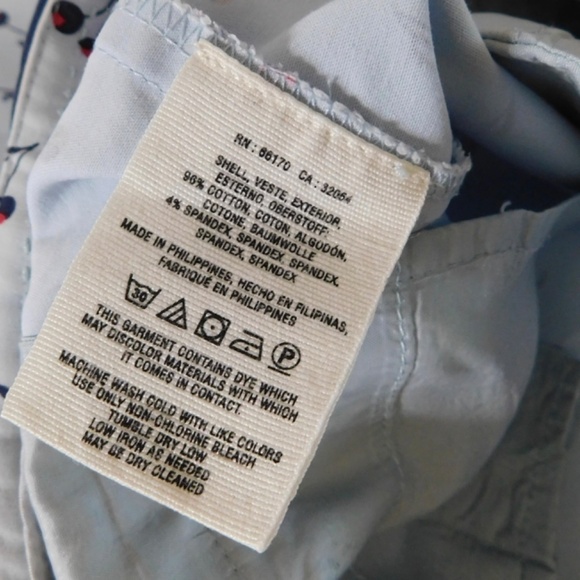 RN : 66170 CA : 32054
SHELL, VESTE, EXTERIOR,
ESTERNO, OBERSTOFF,
96% COTTON, COTON, ALGODÓN,
COTONE, BAUMWOLLE
4% SPANDEX, SPANDEX, SPANDEX,
SPANDEX, SPANDEX
MADE IN PHILIPPINES, HECHO EN FILIPINAS,
FABRIQUÉ EN PHILIPPINES
30 P
THIS GARMENT CONTAINS DYE WHICH
MAY DISCOLOR MATERIALS WITH WHICH
IT COMES IN CONTACT.
MACHINE WASH COLD WITH LIKE COLORS
USE ONLY NON-CHLORINE BLEACH
TUMBLE DRY LOW
LOW IRON AS NEEDED
MAY BE DRY CLEANED